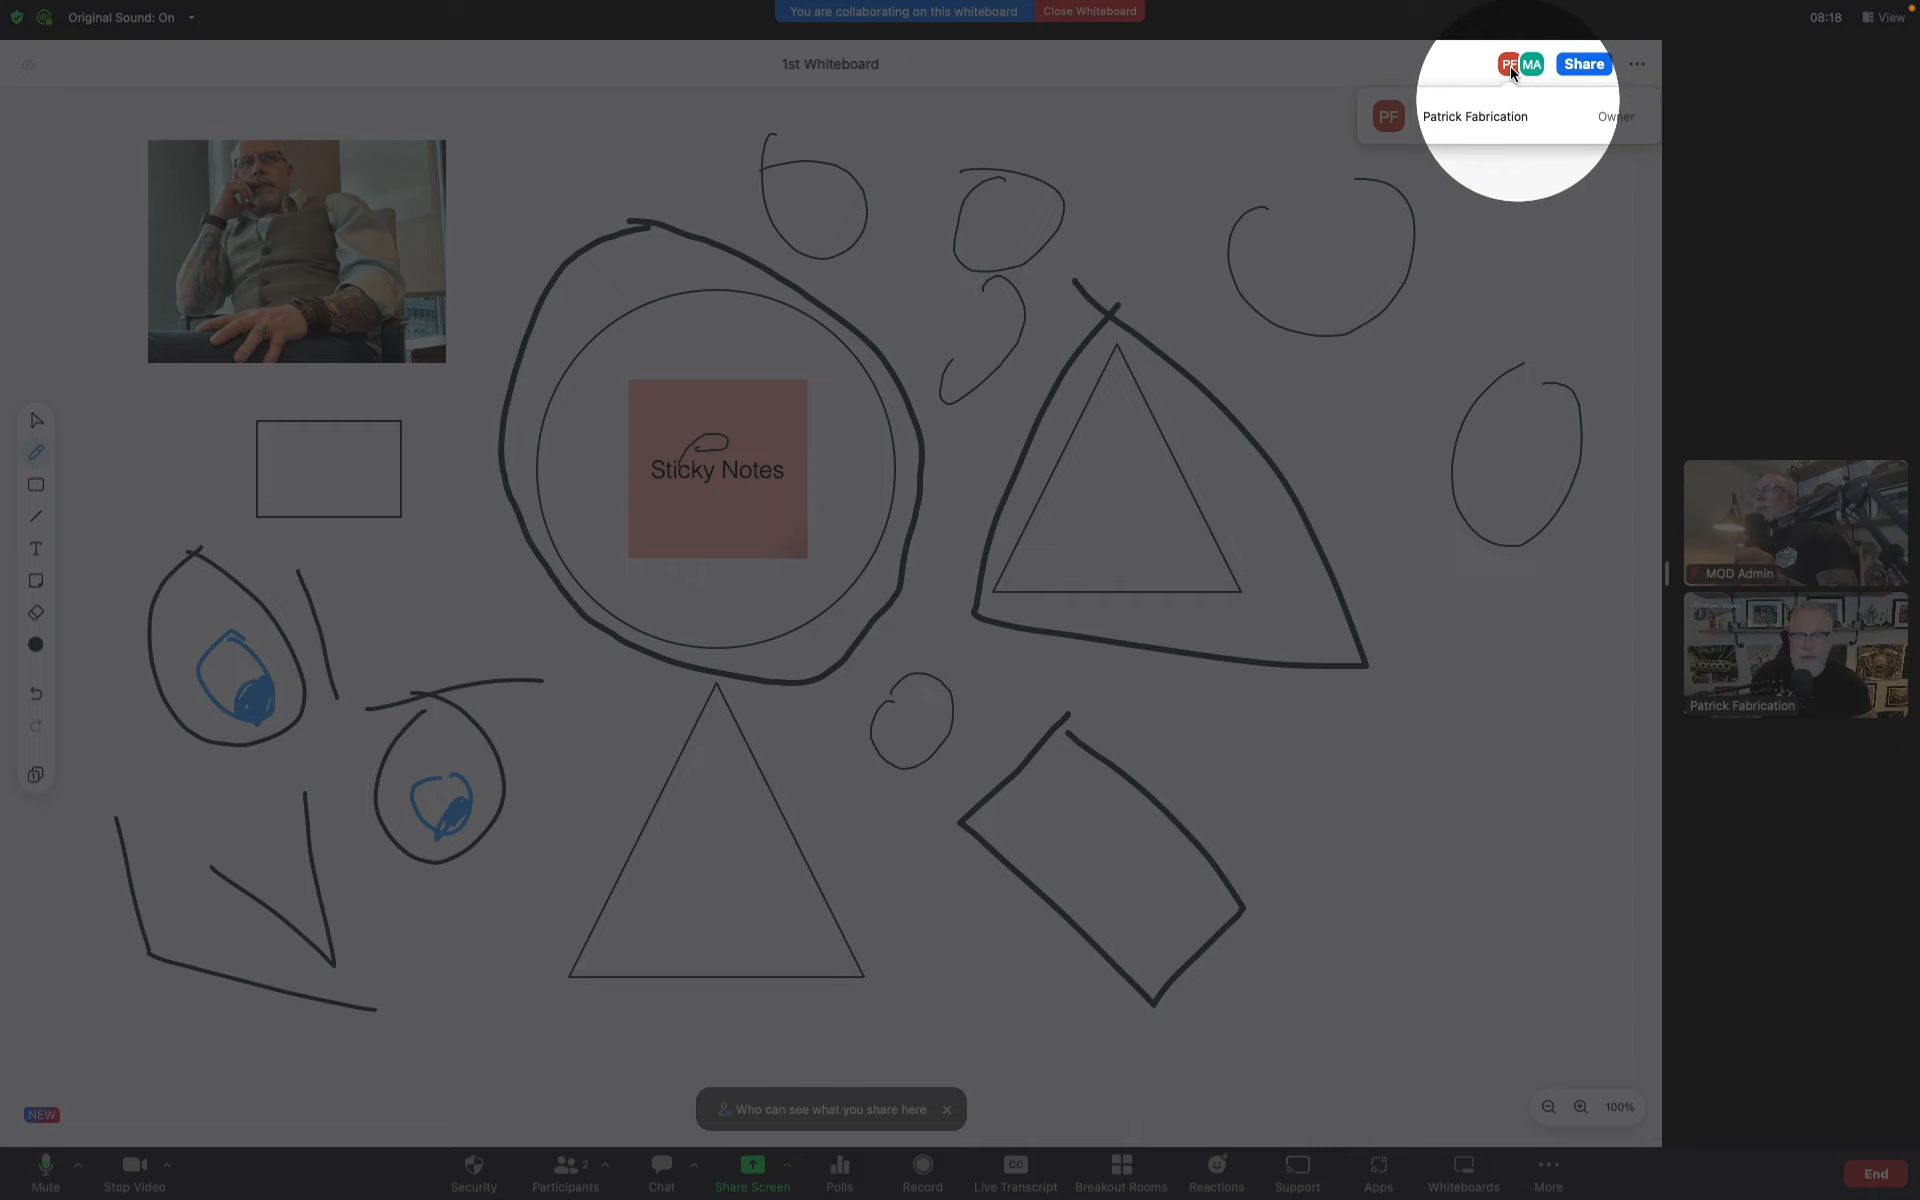 Original Sound: On
You are collaborating on this whiteboard
Close Whiteboard
08:18
View
1st Whiteboard
PF
MA
Share
PF
Patrick Fabrication
Owner
Sticky Notes
T
MOD Admin
Patrick Fabrication
NEW
Who can see what you share here
100%
Mute
Stop Video
Security
2
Participants
Chat
Share Screen
Polls
Record
CC
Live Transcript
Breakout Rooms
Reactions
Support
Apps
Whiteboards
More
End